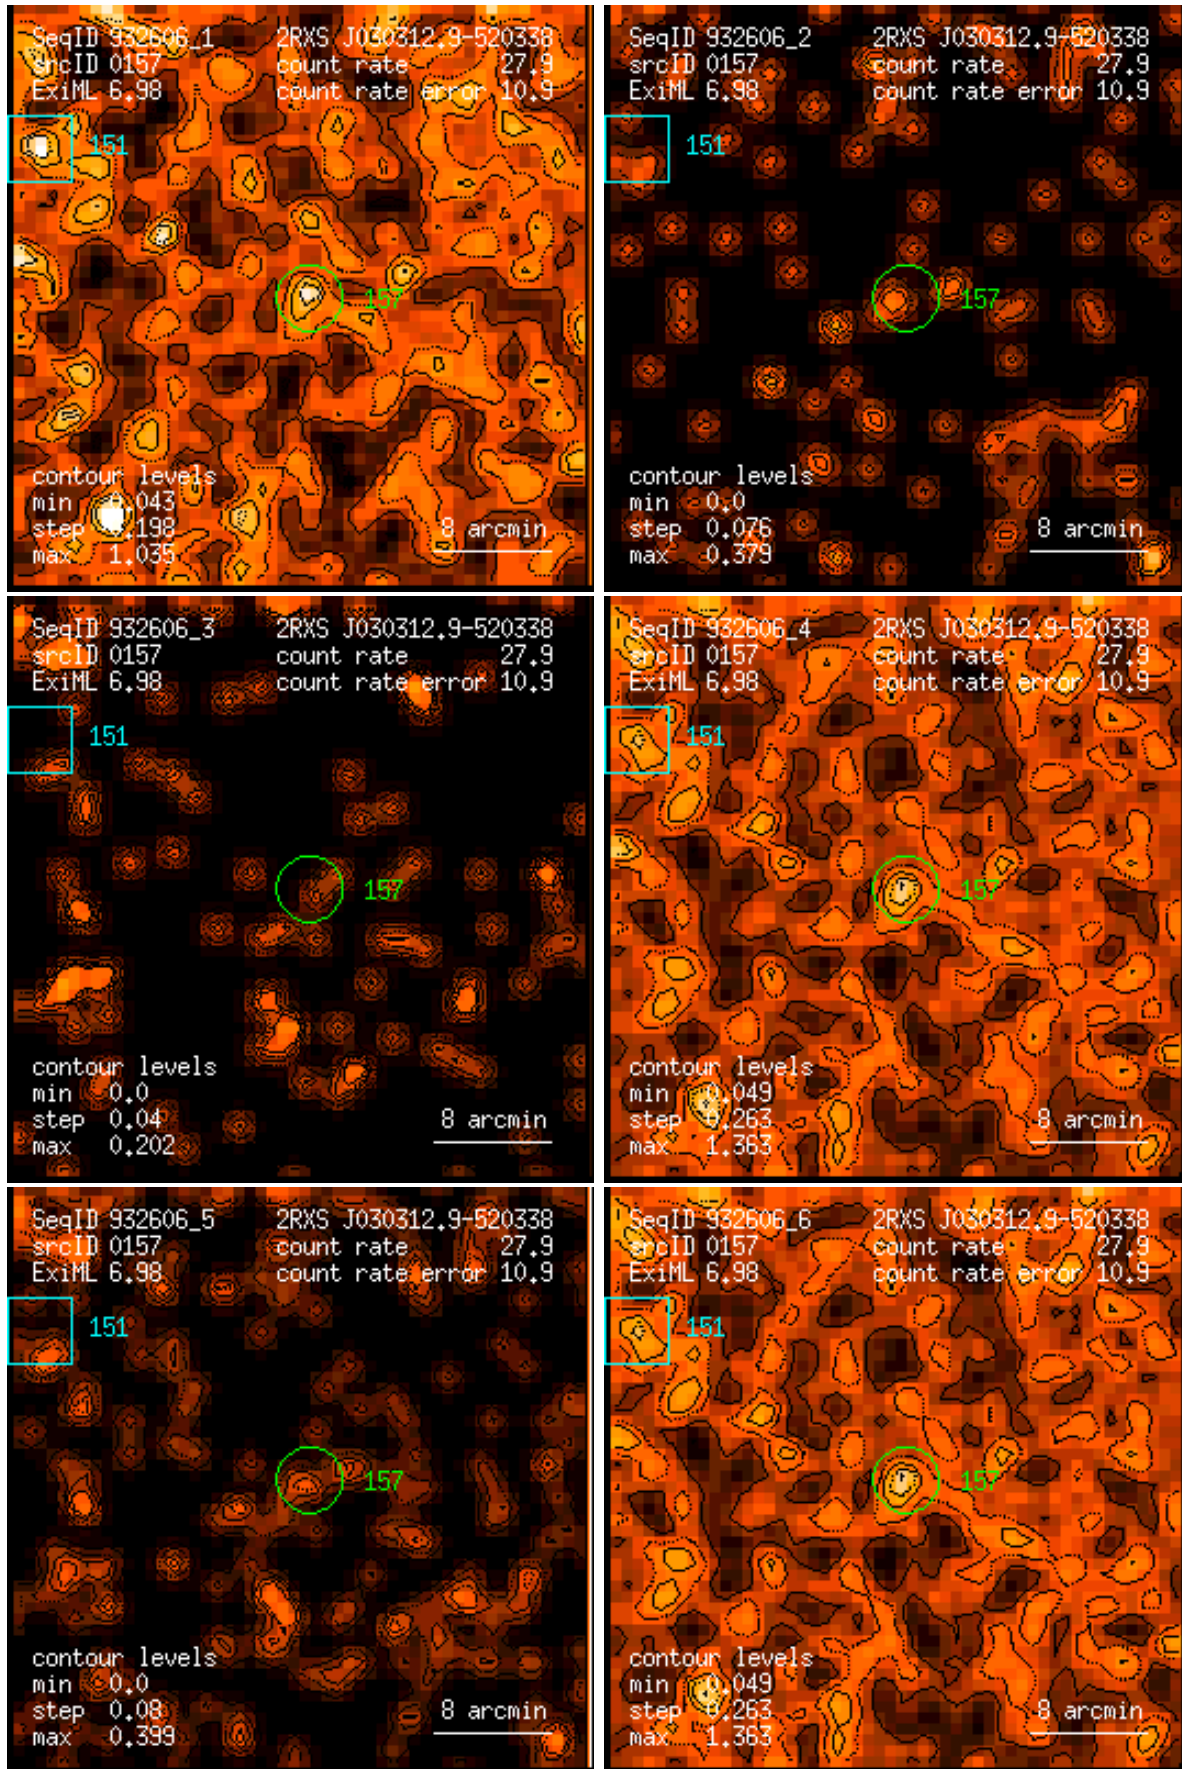 SeqID 932606_1 2RXS J030312.9-520338
srcID 0157 count rate 27.9
ExiML 6.98 count rate error 10.9
151
157
contour levels
min 0.043
step 0.198 8 arcmin
max 1.035
SeqID 932606_2 2RXS J030312.9-520338
srcID 0157 count rate 27.9
ExiML 6.98 count rate error 10.9
151
157
contour levels
min 0.0
step 0.076 8 arcmin
max 0.379
SeqID 932606_3 2RXS J030312.9-520338
srcID 0157 count rate 27.9
ExiML 6.98 count rate error 10.9
151
157
contour levels
min 0.0
step 0.04 8 arcmin
max 0.202
SeqID 932606_4 2RXS J030312.9-520338
srcID 0157 count rate 27.9
ExiML 6.98 count rate error 10.9
151
157
contour levels
min 0.049
step 0.263 8 arcmin
max 1.363
SeqID 932606_5 2RXS J030312.9-520338
srcID 0157 count rate 27.9
ExiML 6.98 count rate error 10.9
151
157
contour levels
min 0.0
step 0.08 8 arcmin
max 0.399
SeqID 932606_6 2RXS J030312.9-520338
srcID 0157 count rate 27.9
ExiML 6.98 count rate error 10.9
151
157
contour levels
min 0.049
step 0.263 8 arcmin
max 1.363